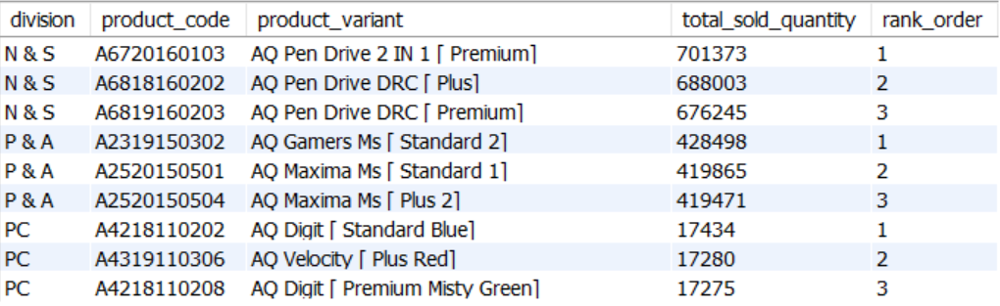 division product_code product_variant total_sold_quantity rank_order
N & S A6720160103 AQ Pen Drive 2 IN 1 [ Premium] 701373 1
N & S A6818160202 AQ Pen Drive DRC [ Plus] 688003 2
N & S A6819160203 AQ Pen Drive DRC [ Premium] 676245 3
P & A A2319150302 AQ Gamers Ms [ Standard 2] 428498 1
P & A A2520150501 AQ Maxima Ms [ Standard 1] 419865 2
P & A A2520150504 AQ Maxima Ms [ Plus 2] 419471 3
PC A4218110202 AQ Digit [ Standard Blue] 17434 1
PC A4319110306 AQ Velocity [ Plus Red] 17280 2
PC A4218110208 AQ Digit [ Premium Misty Green] 17275 3